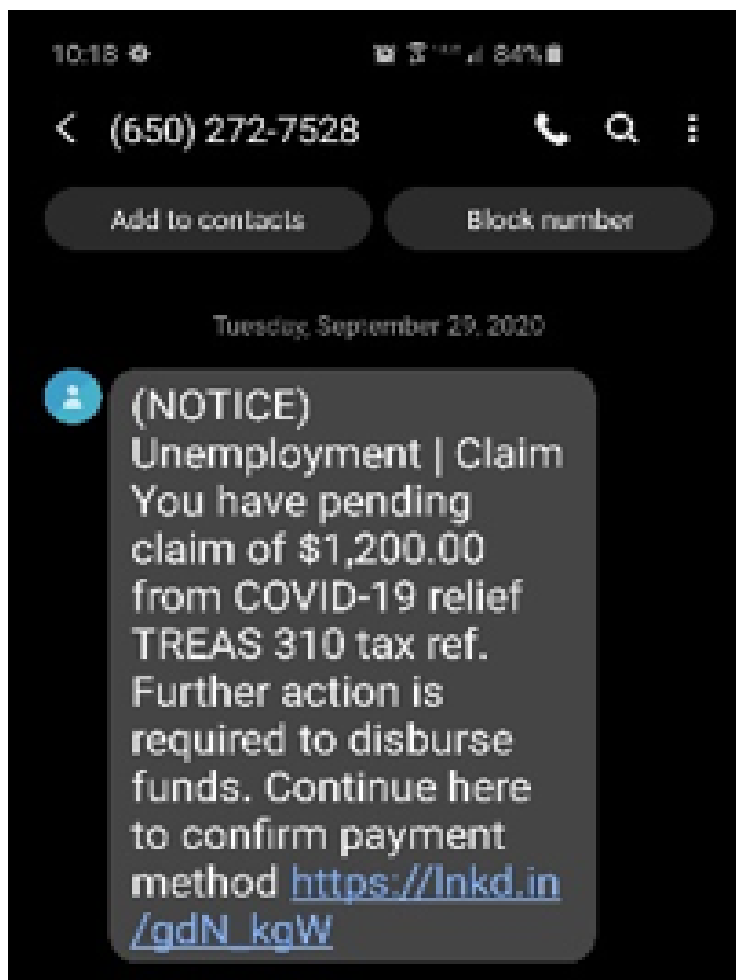 10:18
84%
(650) 272-7528
Add to contacts
Block number
Tuesday, September 29, 2020
(NOTICE)
Unemployment | Claim
You have pending
claim of $1,200.00
from COVID-19 relief
TREAS 310 tax ref.
Further action is
required to disburse
funds. Continue here
to confirm payment
method https://lnkd.in
/gdN_kgW